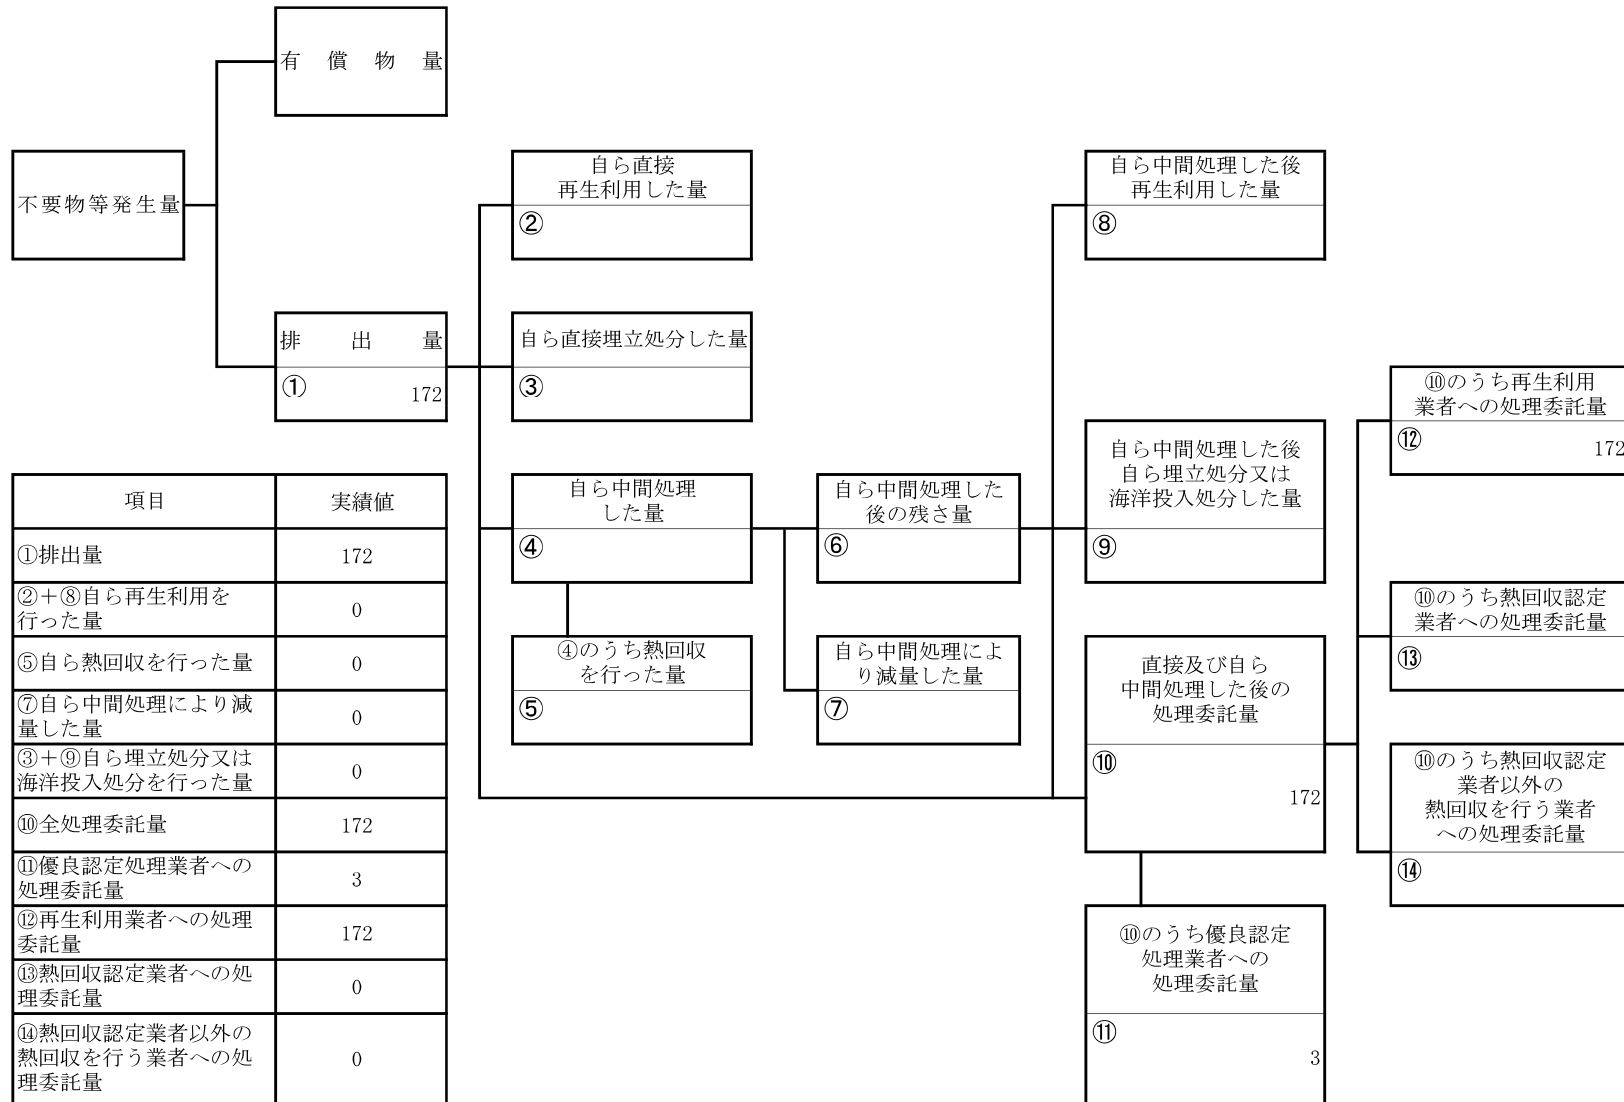 有償物量
不要物等発生量
排出量
①
172
自ら直接
再生利用した量
②
自ら直接埋立処分した量
③
自ら中間処理
した量
④
④のうち熱回収
を行った量
⑤
自ら中間処理した
後の残さ量
⑥
自ら中間処理によ
り減量した量
⑦
自ら中間処理した後
再生利用した量
⑧
自ら中間処理した後
自ら埋立処分又は
海洋投入処分した量
⑨
直接及び自ら
中間処理した後の
処理委託量
⑩
172
⑩のうち優良認定
処理業者への
処理委託量
⑪
3
⑩のうち再生利用
業者への処理委託量
⑫
172
⑩のうち熱回収認定
業者への処理委託量
⑬
⑩のうち熱回収認定
業者以外の
熱回収を行う業者
への処理委託量
⑭
項目 実績値
①排出量 172
②+⑧自ら再生利用を
行った量
0
⑤自ら熱回収を行った量 0
⑦自ら中間処理により減
量した量
0
③+⑨自ら埋立処分又は
海洋投入処分を行った量
0
⑩全処理委託量 172
⑪優良認定処理業者への
処理委託量
3
⑫再生利用業者への処理
委託量
172
⑬熱回収認定業者への処
理委託量
0
⑭熱回収認定業者以外の
熱回収を行う業者への処
理委託量
0